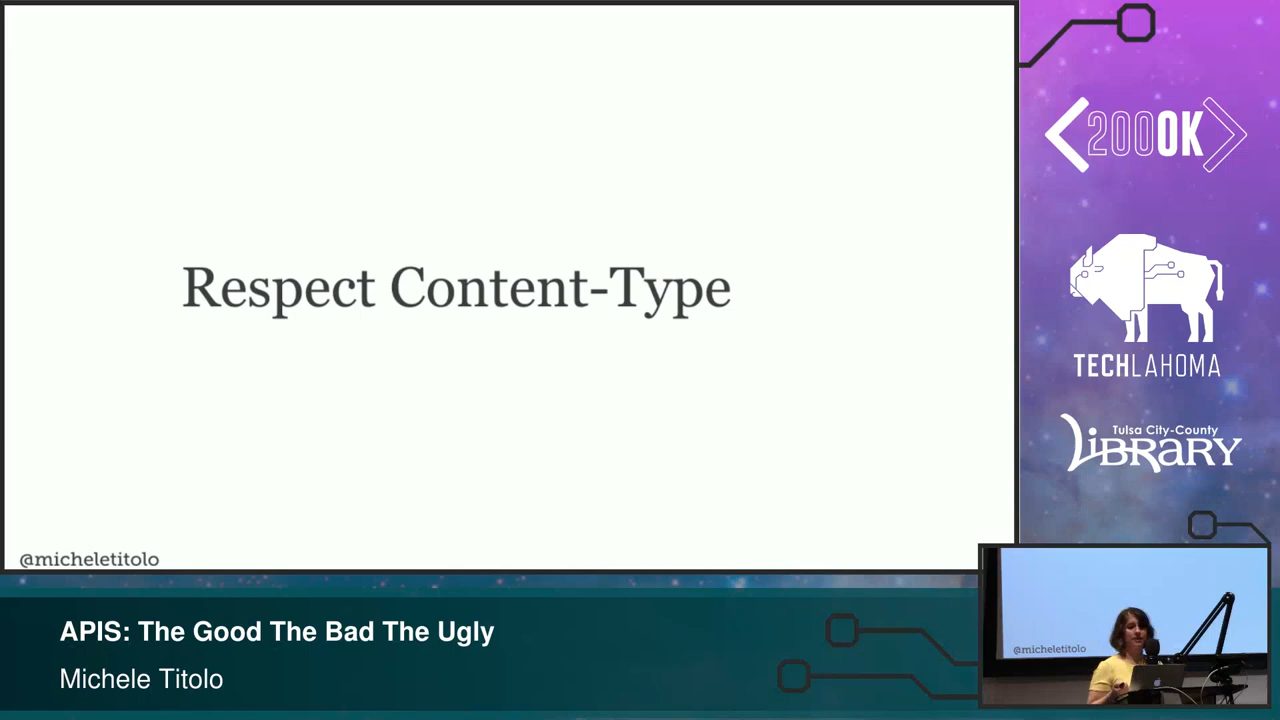 Respect Content-Type
@micheletitolo
<200OK>
TECHLAHOMA
Tulsa City-County
LiBRARY
@micheletitolo
APIS: The Good The Bad The Ugly
Michele Titolo